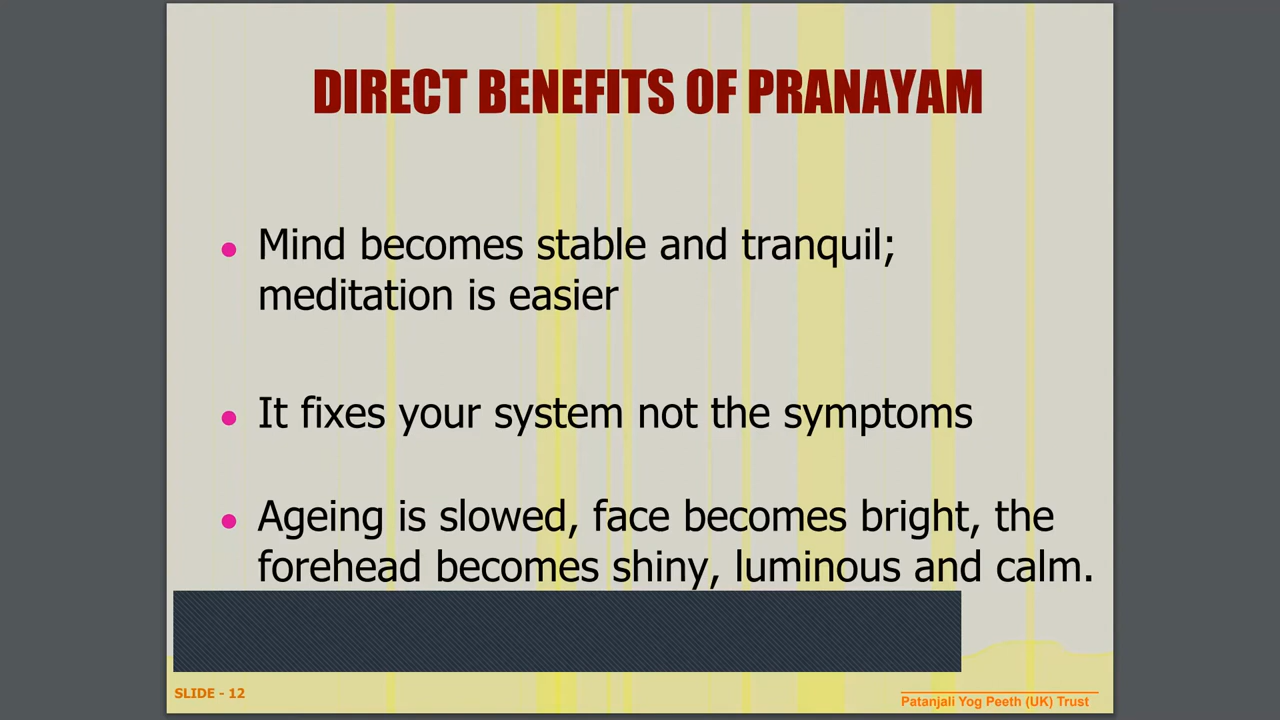 DIRECT BENEFITS OF PRANAYAM
● Mind becomes stable and tranquil;
meditation is easier
● It fixes your system not the symptoms
● Ageing is slowed, face becomes bright, the
forehead becomes shiny, luminous and calm.
SLIDE - 12
Patanjali Yog Peeth (UK) Trust